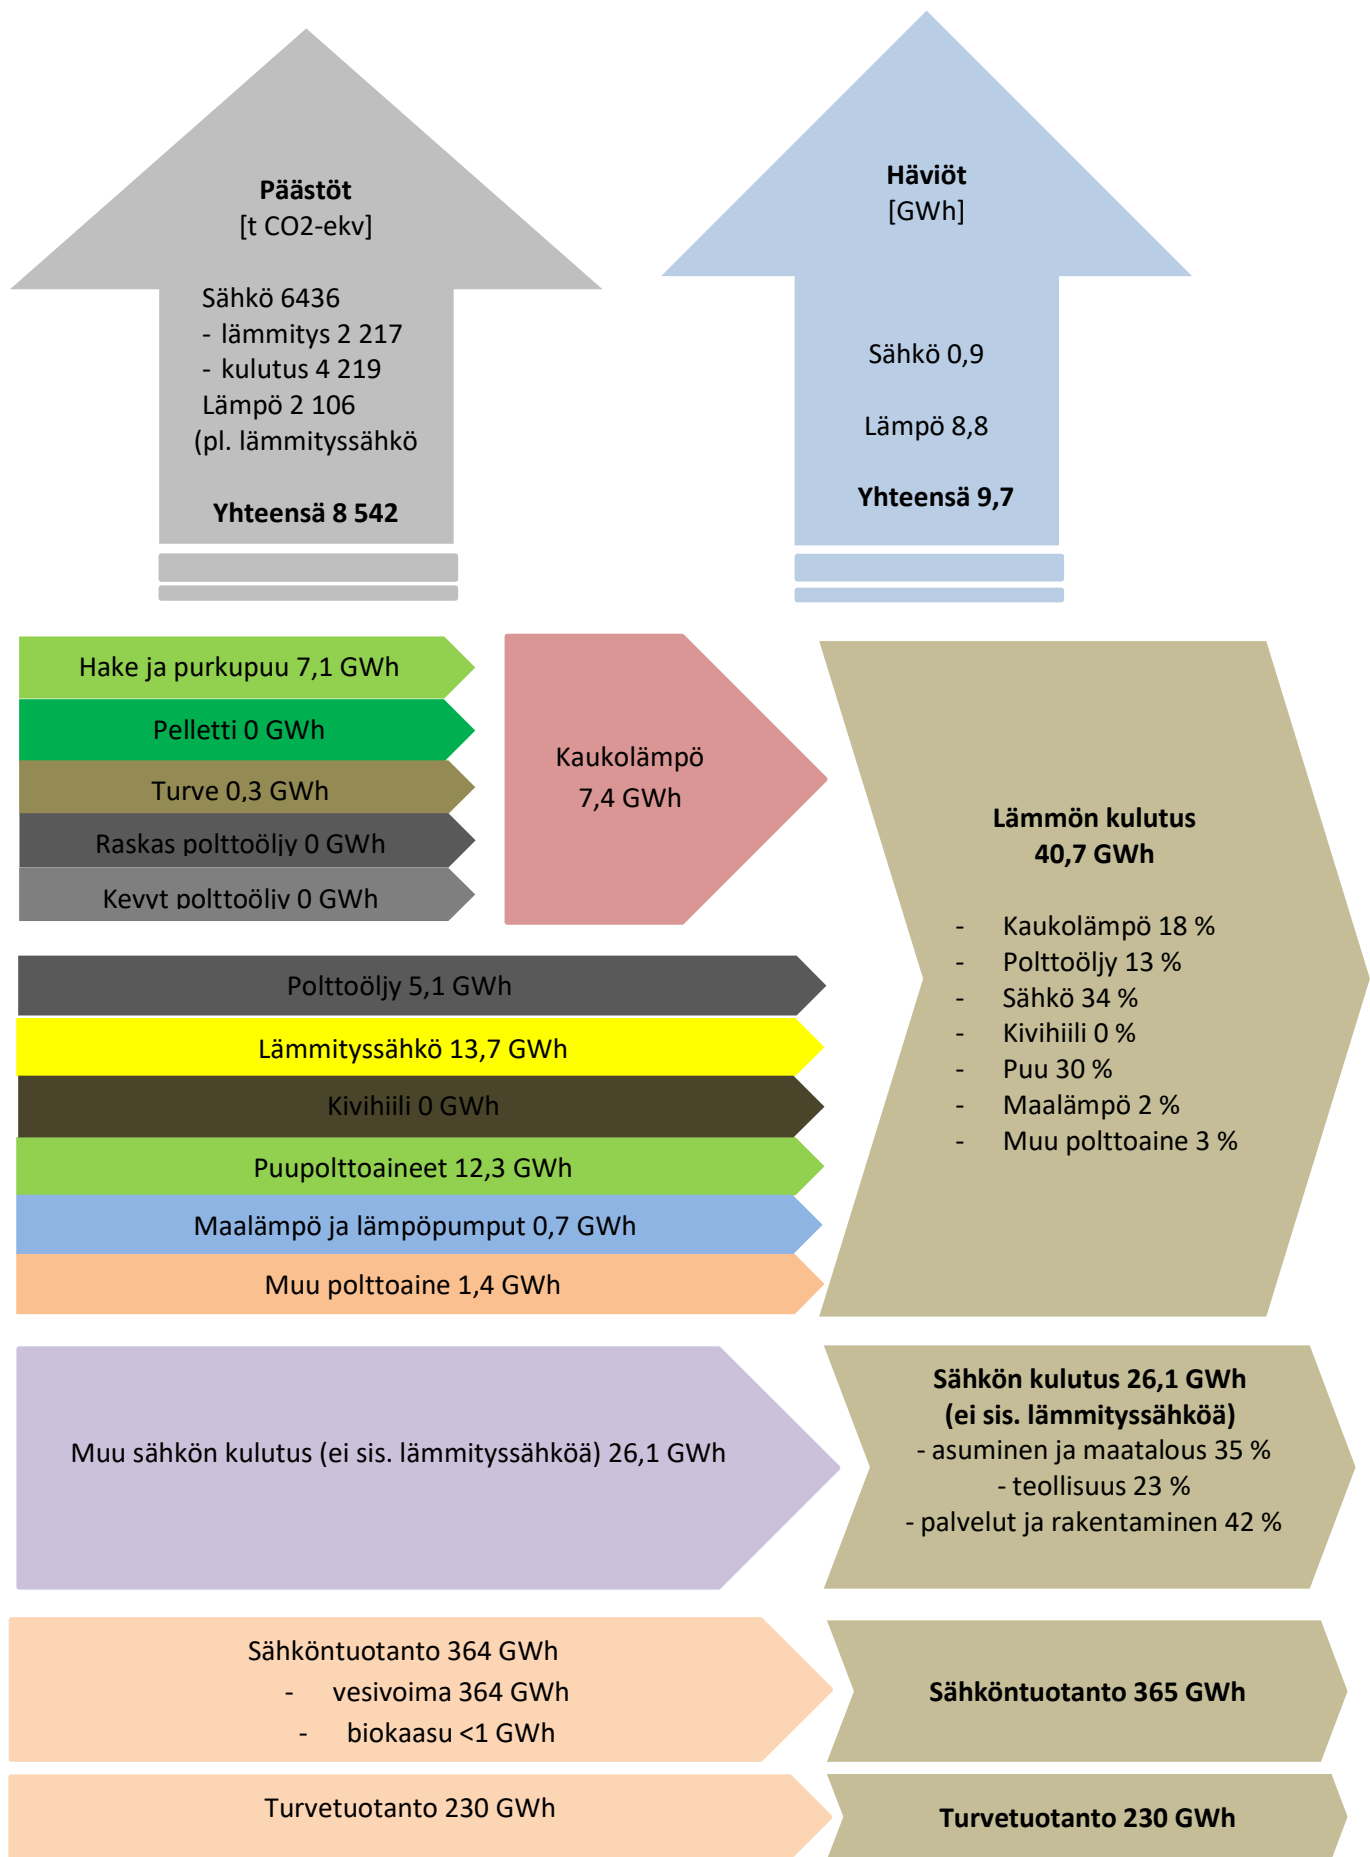 Päästöt
[t CO2-ekv]
Sähkö 6436
- lämmitys 2 217
- kulutus 4 219
Lämpö 2 106
(pl. lämmityssähkö
Yhteensä 8 542
Häviöt
[GWh]
Sähkö 0,9
Lämpö 8,8
Yhteensä 9,7
Hake ja purkupuu 7,1 GWh
Pelletti 0 GWh
Turve 0,3 GWh
Raskas polttoöljy 0 GWh
Kevyt polttoöljy 0 GWh
Kaukolämpö
7,4 GWh
Polttoöljy 5,1 GWh
Lämmityssähkö 13,7 GWh
Kivihiili 0 GWh
Puupolttoaineet 12,3 GWh
Maalämpö ja lämpöpumput 0,7 GWh
Muu polttoaine 1,4 GWh
Lämmön kulutus
40,7 GWh
- Kaukolämpö 18 %
- Polttoöljy 13 %
- Sähkö 34 %
- Kivihiili 0 %
- Puu 30 %
- Maalämpö 2 %
- Muu polttoaine 3 %
Muu sähkön kulutus (ei sis. lämmityssähköä) 26,1 GWh
Sähkön kulutus 26,1 GWh
(ei sis. lämmityssähköä)
- asuminen ja maatalous 35 %
- teollisuus 23 %
- palvelut ja rakentaminen 42 %
Sähköntuotanto 364 GWh
- vesivoima 364 GWh
- biokaasu <1 GWh
Sähköntuotanto 365 GWh
Turvetuotanto 230 GWh
Turvetuotanto 230 GWh